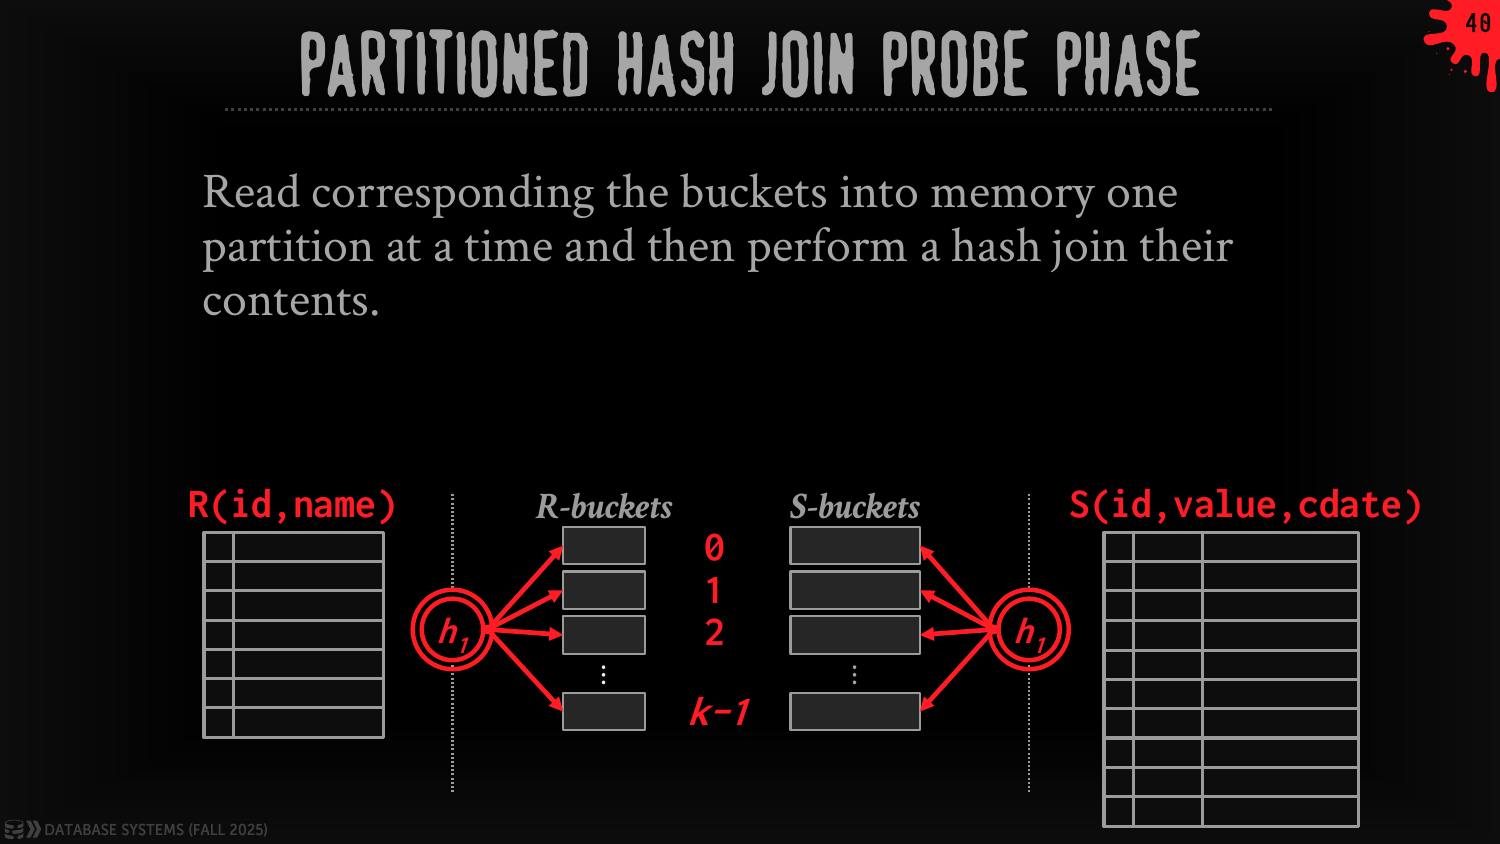 40
PARTITIONED HASH JOIN PROBE PHASE
Read corresponding the buckets into memory one
partition at a time and then perform a hash join their
contents.
R(id,name)
R-buckets
S-buckets
S(id,value,cdate)
0
1
2
⋮
⋮
k-1
h1
h1
DATABASE SYSTEMS (FALL 2025)